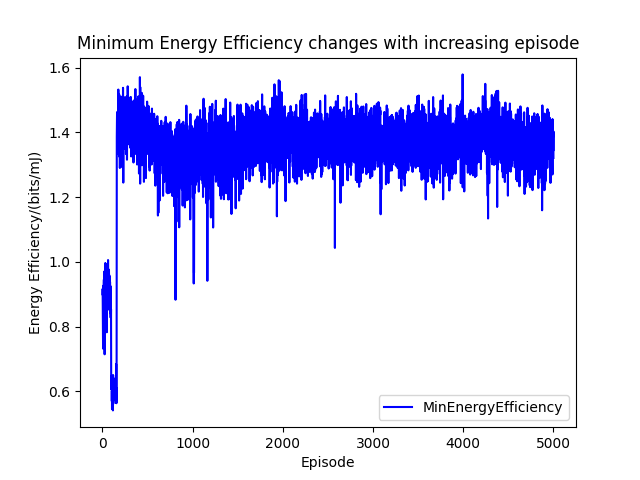 Minimum Energy Efficiency changes with increasing episode
1.6
1.4
1.2
1.0
0.8
0.6
Energy Efficiency/(bits/mJ)
MinEnergyEfficiency
0 1000 2000 3000 4000 5000
Episode